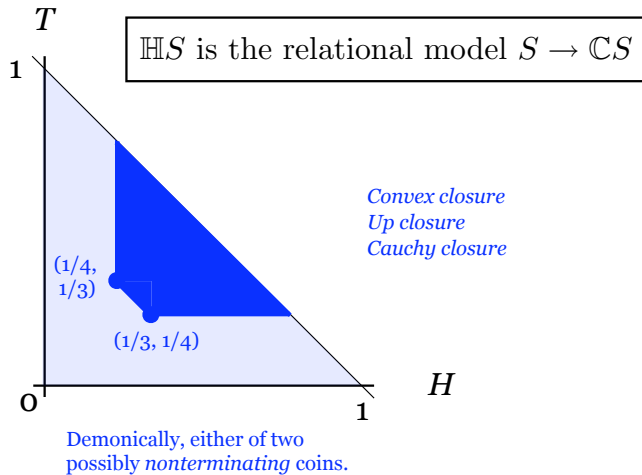 T
ℍS is the relational model S → ℂS
1
Convex closure
Up closure
Cauchy closure
(1/4,
1/3)
(1/3, 1/4)
H
0
1
Demonically, either of two
possibly nonterminating coins.